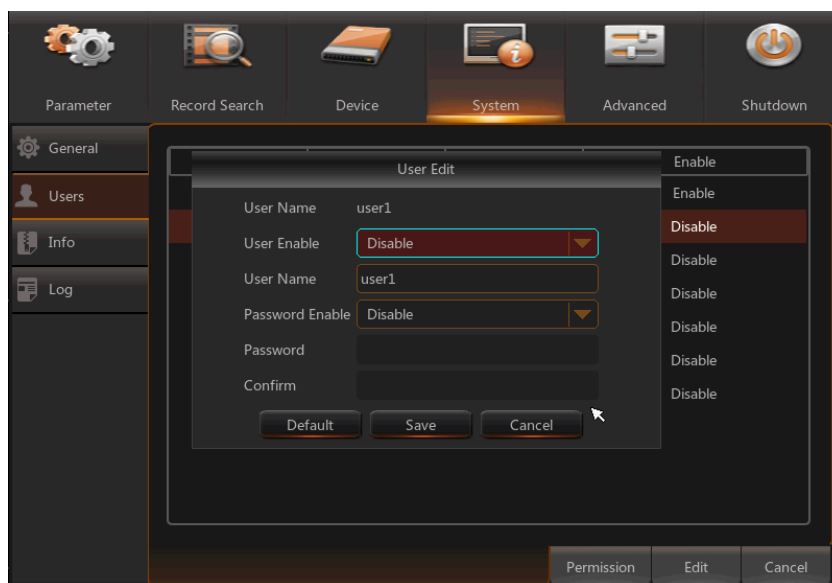 Parameter
Record Search
Device
System
Advanced
Shutdown
General
Users
Info
Log
Enable
Enable
Disable
Disable
Disable
Disable
Disable
Disable
User Edit
User Name user1
User Enable Disable
User Name user1
Password Enable Disable
Password
Confirm
Default Save Cancel
Permission Edit Cancel